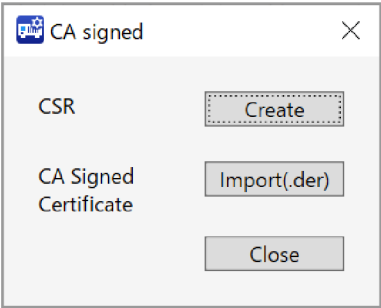 CA signed
CSR
Create
CA Signed
Certificate
Import(.der)
Close